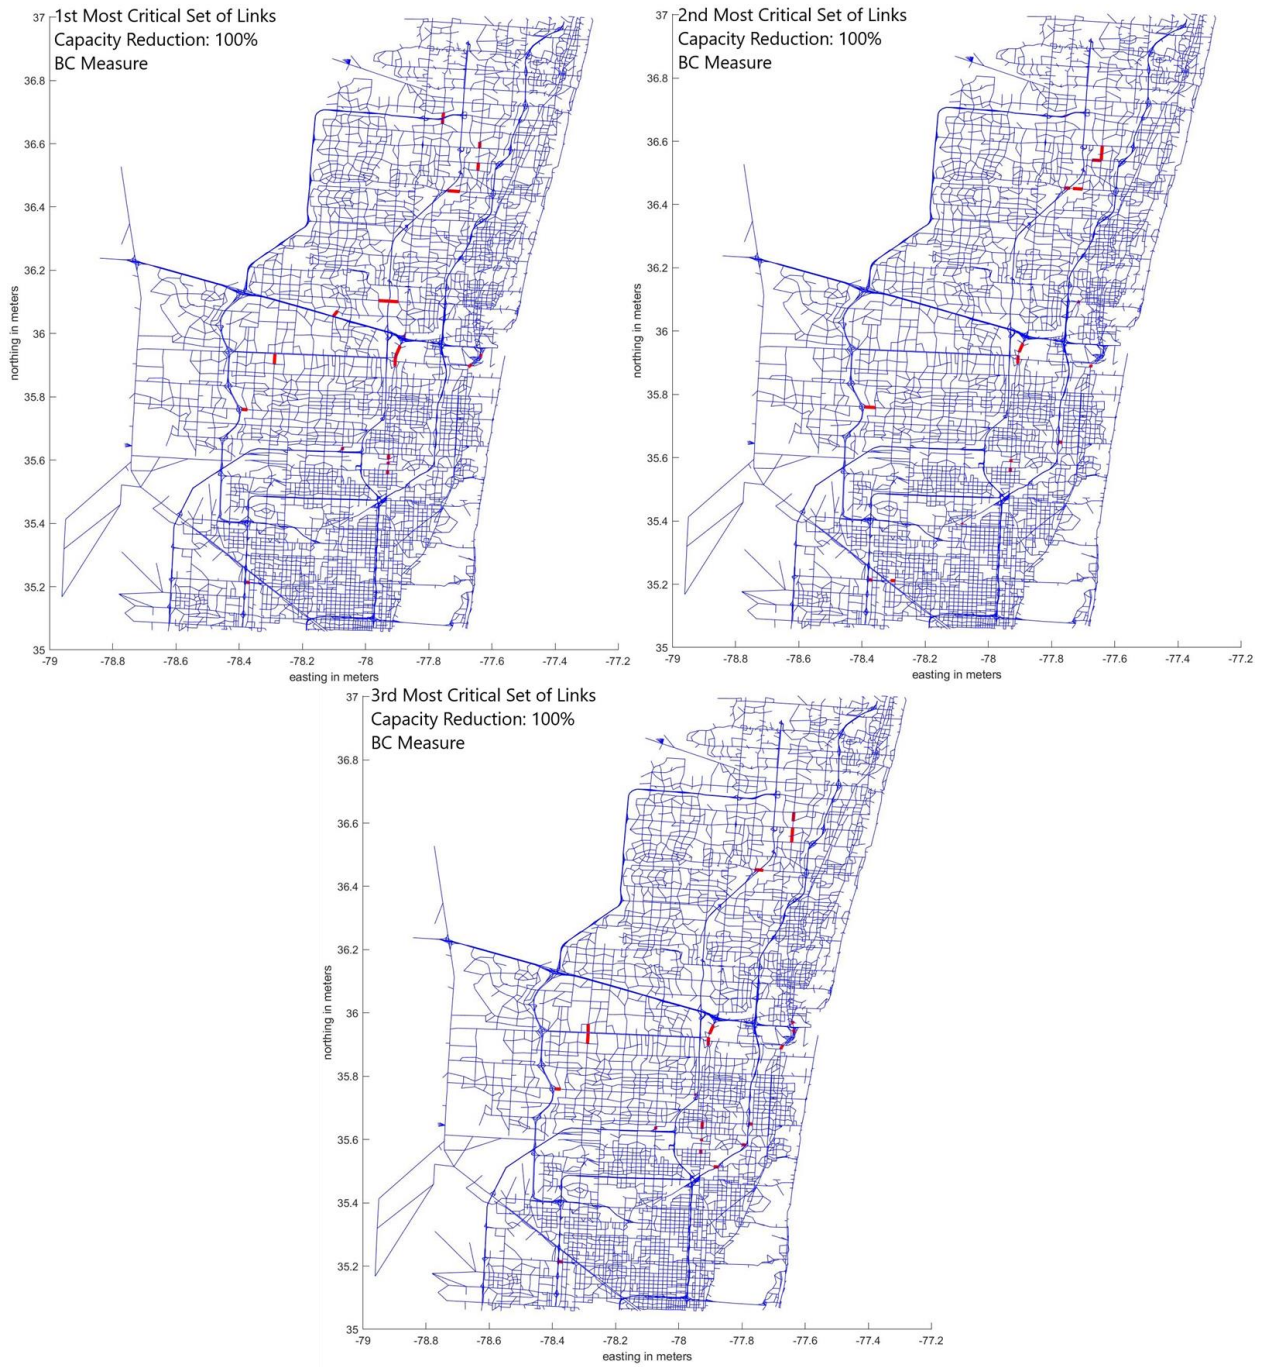 1st Most Critical Set of Links
Capacity Reduction: 100%
BC Measure
37
36.8
36.6
36.4
36.2
36
35.8
35.6
35.4
35.2
35
northing in meters
-79 -78.8 -78.6 -78.4 -78.2 -78 -77.8 -77.6 -77.4 -77.2
easting in meters
2nd Most Critical Set of Links
Capacity Reduction: 100%
BC Measure
37
36.8
36.6
36.4
36.2
36
35.8
35.6
35.4
35.2
35
northing in meters
-79 -78.8 -78.6 -78.4 -78.2 -78 -77.8 -77.6 -77.4 -77.2
easting in meters
3rd Most Critical Set of Links
Capacity Reduction: 100%
BC Measure
37
36.8
36.6
36.4
36.2
36
35.8
35.6
35.4
35.2
35
northing in meters
-79 -78.8 -78.6 -78.4 -78.2 -78 -77.8 -77.6 -77.4 -77.2
easting in meters